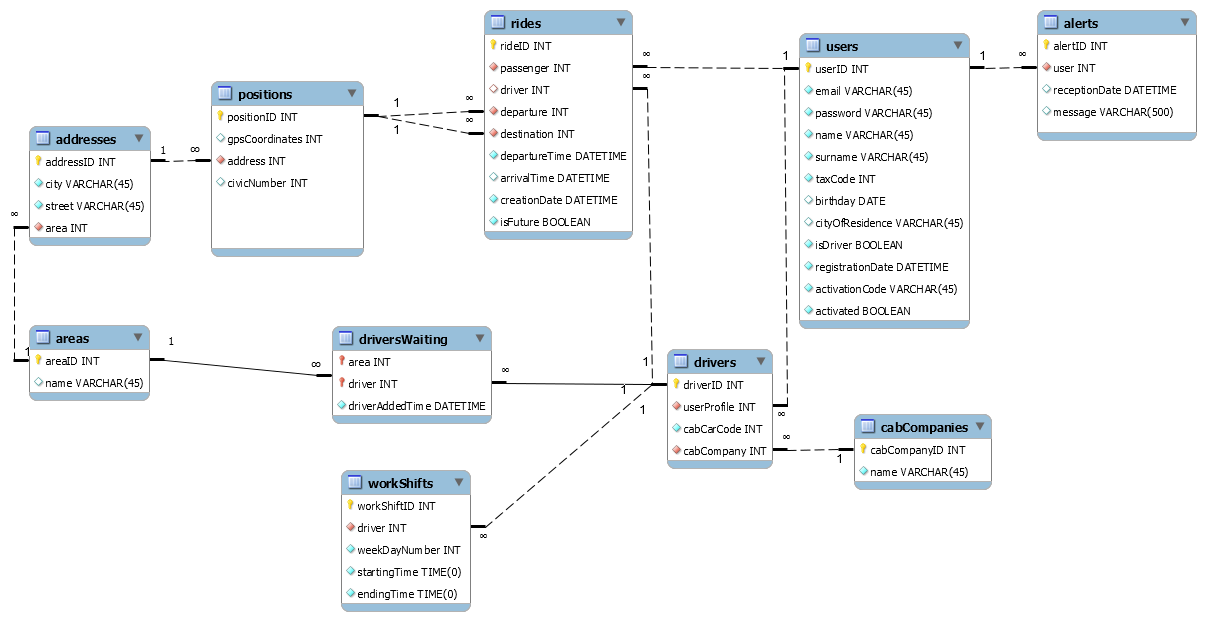 rides
rideID INT
passenger INT
driver INT
departure INT
destination INT
departureTime DATETIME
arrivalTime DATETIME
creationDate DATETIME
isFuture BOOLEAN
∞
∞
1
users
userID INT
email VARCHAR(45)
password VARCHAR(45)
name VARCHAR(45)
surname VARCHAR(45)
taxCode INT
birthday DATE
cityOfResidence VARCHAR(45)
isDriver BOOLEAN
registrationDate DATETIME
activationCode VARCHAR(45)
activated BOOLEAN
1
∞
alerts
alertID INT
user INT
receptionDate DATETIME
message VARCHAR(500)
positions
positionID INT
gpsCoordinates INT
address INT
civicNumber INT
1
1
∞
∞
addresses
addressID INT
city VARCHAR(45)
street VARCHAR(45)
area INT
1
∞
∞
1
areas
areaID INT
name VARCHAR(45)
1
∞
driversWaiting
area INT
driver INT
driverAddedTime DATETIME
∞
1
1
1
drivers
driverID INT
userProfile INT
cabCarCode INT
cabCompany INT
∞
∞
1
cabCompanies
cabCompanyID INT
name VARCHAR(45)
workShifts
workShiftID INT
driver INT
weekDayNumber INT
startingTime TIME(0)
endingTime TIME(0)
∞